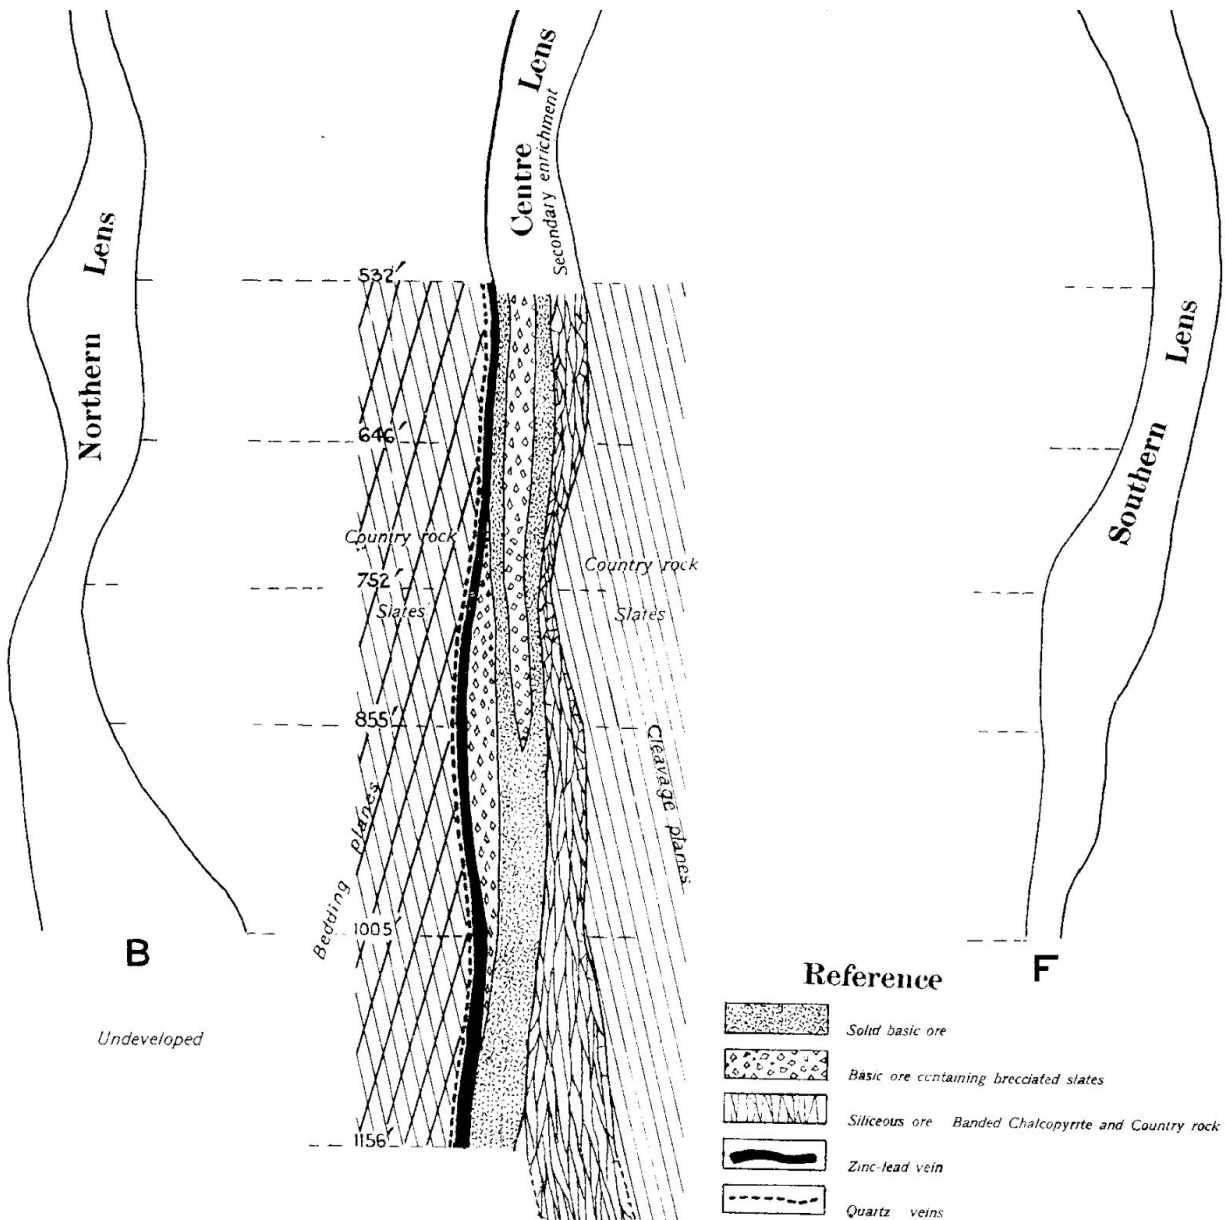 Northern Lens
Centre Lens
Secondary enrichment
Southern Lens
532'
646'
Country rock
752'
Slates
855'
Bedding planes
1005'
1156'
Country rock
Slates
Cleavage planes
B
Undeveloped
F
Reference
Solid basic ore
Basic ore containing brecciated slates
Siliceous ore Banded Chalcopyrite and Country rock
Zinc-lead vein
Quartz veins